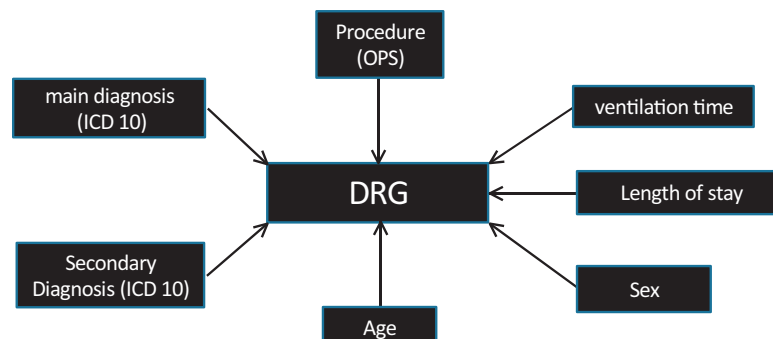 Procedure
(OPS)
main diagnosis
(ICD 10)
ventilation time
DRG
Length of stay
Secondary
Diagnosis (ICD 10)
Sex
Age